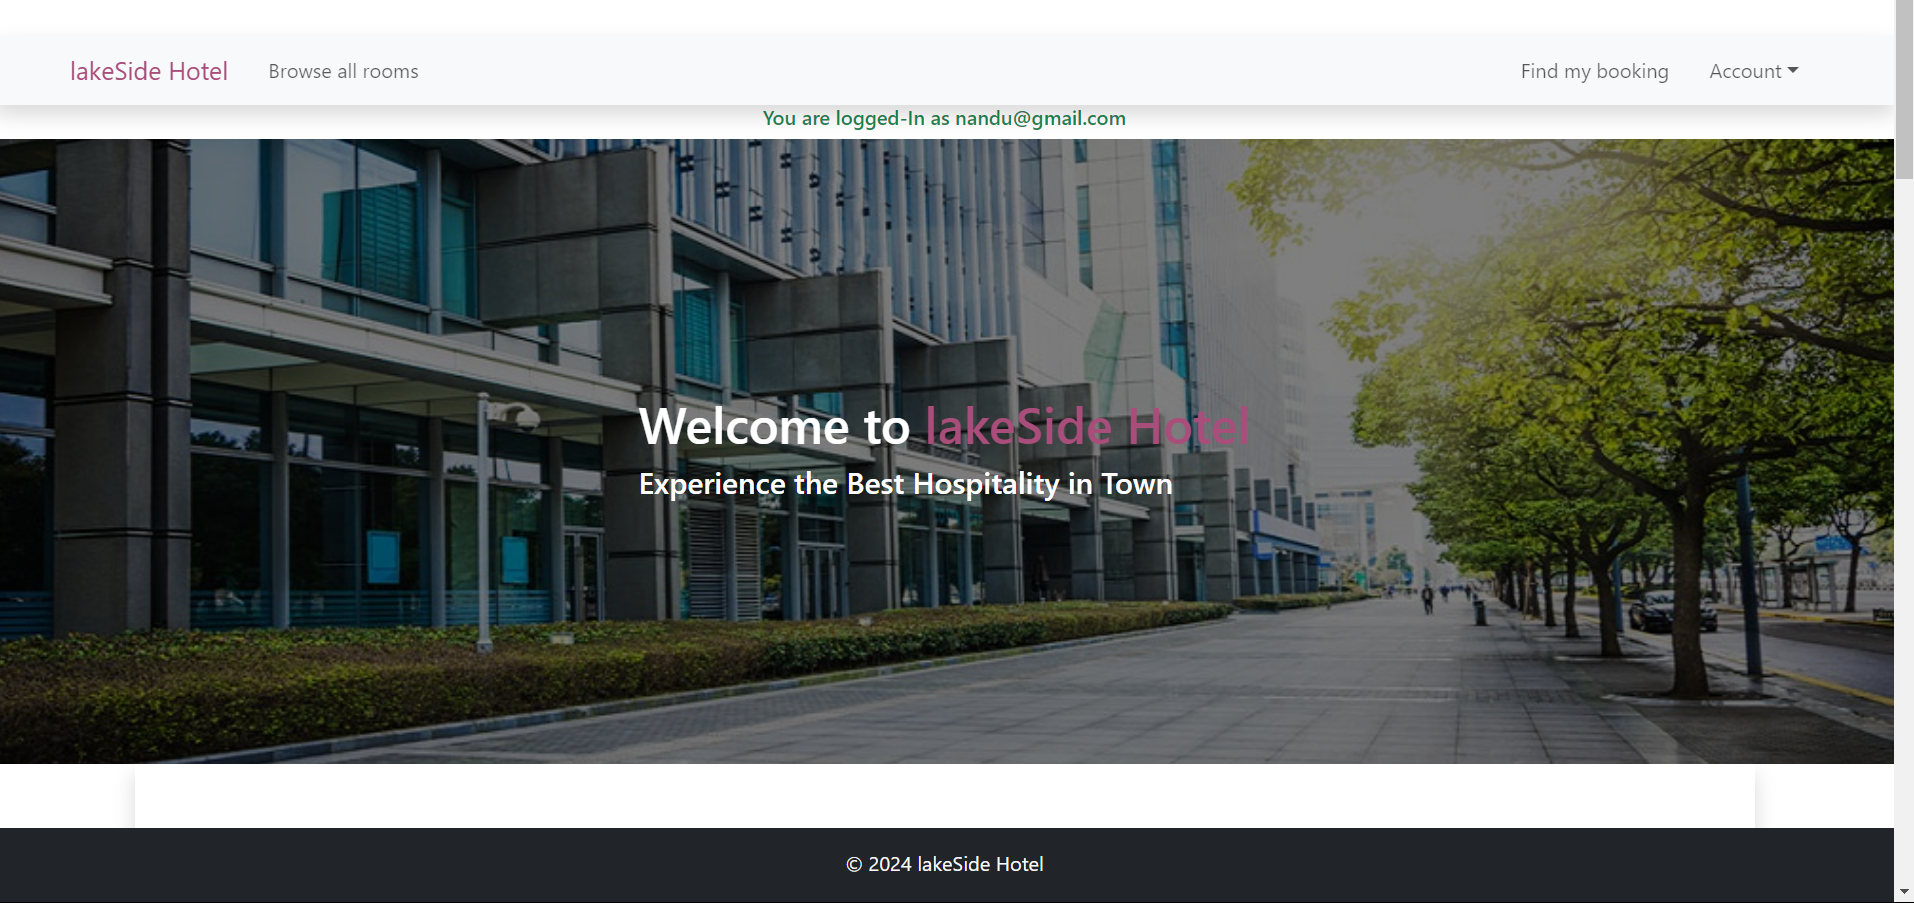 lakeSide Hotel Browse all rooms Find my booking Account
You are logged-In as nandu@gmail.com
Welcome to lakeSide Hotel
Experience the Best Hospitality in Town
© 2024 lakeSide Hotel